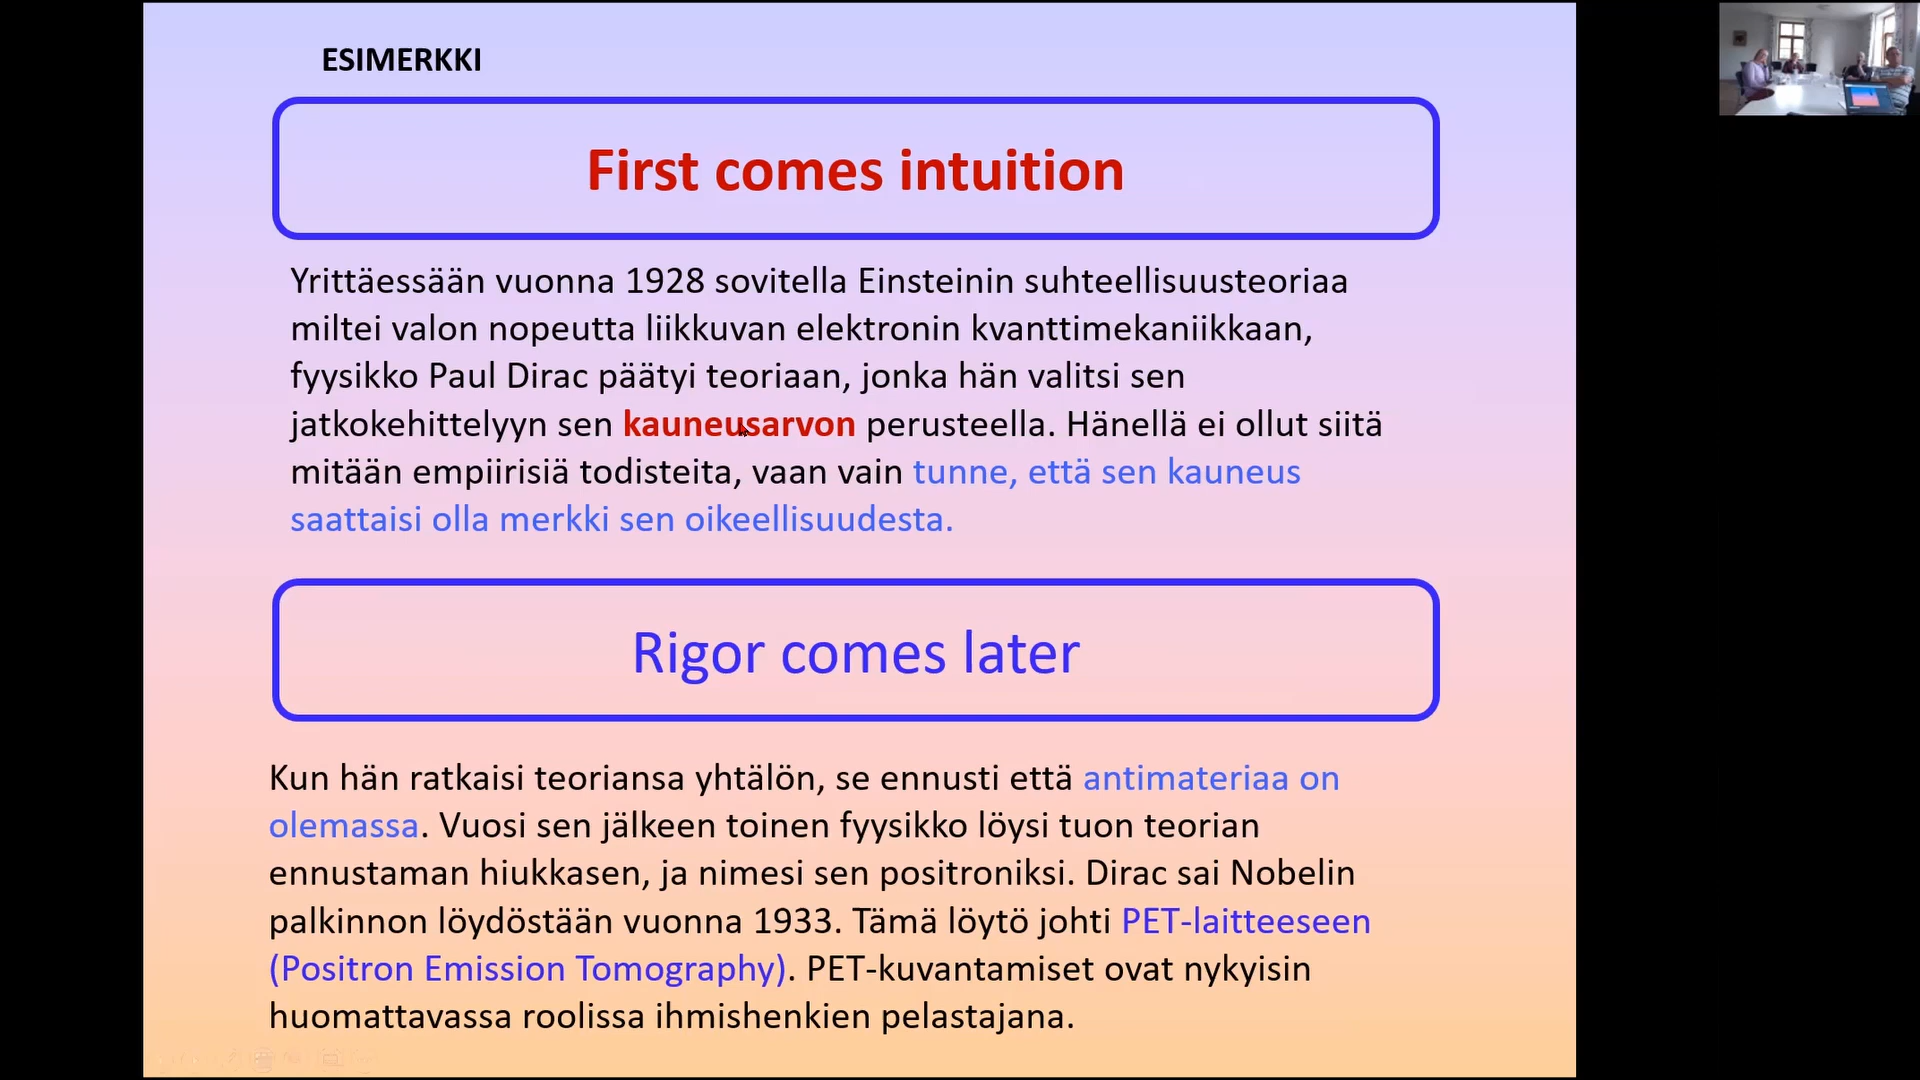 ESIMERKKI
First comes intuition
Yrittäessään vuonna 1928 sovitella Einsteinin suhteellisuusteoriaa
miltei valon nopeutta liikkuvan elektronin kvanttimekaniikkaan,
fyysikko Paul Dirac päätyi teoriaan, jonka hän valitsi sen
jatkokehittelyyn sen kauneusarvon perusteella. Hänellä ei ollut siitä
mitään empiirisiä todisteita, vaan vain tunne, että sen kauneus
saattaisi olla merkki sen oikeellisuudesta.
Rigor comes later
Kun hän ratkaisi teoriansa yhtälön, se ennusti että antimateriaa on
olemassa. Vuosi sen jälkeen toinen fyysikko löysi tuon teorian
ennustaman hiukkasen, ja nimesi sen positroniksi. Dirac sai Nobelin
palkinnon löydöstään vuonna 1933. Tämä löytö johti PET-laitteeseen
(Positron Emission Tomography). PET-kuvantamiset ovat nykyisin
huomattavassa roolissa ihmishenkien pelastajana.